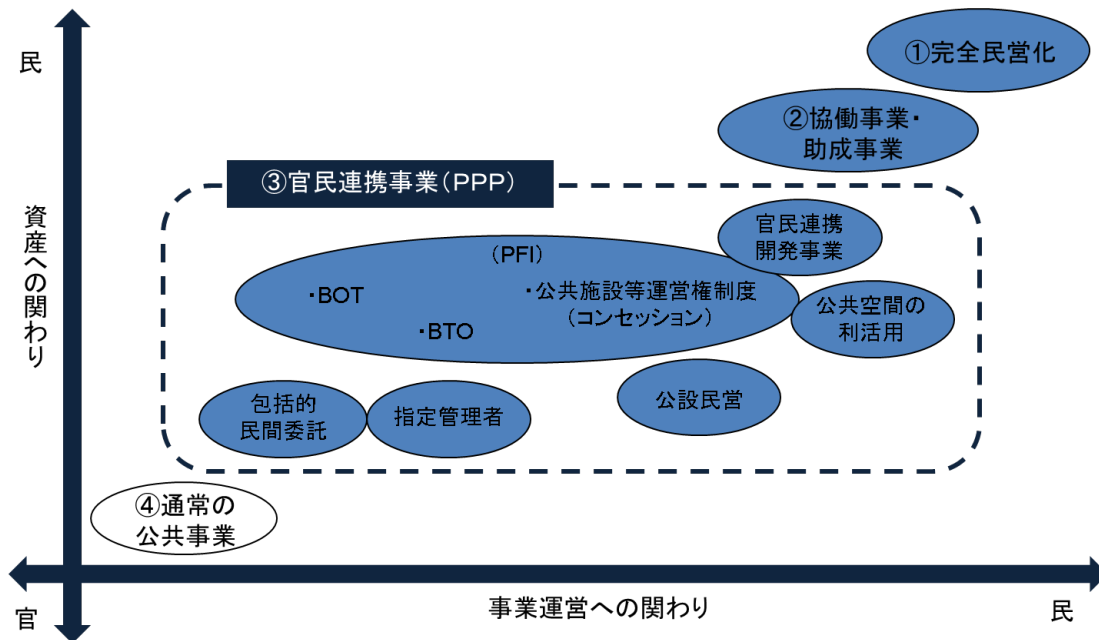 民
①完全民営化
②協働事業・
助成事業
③官民連携事業（PPP）
資産への関わり
官民連携
開発事業
（PFI）
・BOT
・公共施設等運営権制度
（コンセッション）
・BTO
公共空間の
利活用
包括的
民間委託
指定管理者
公設民営
④通常の
公共事業
官
事業運営への関わり
民